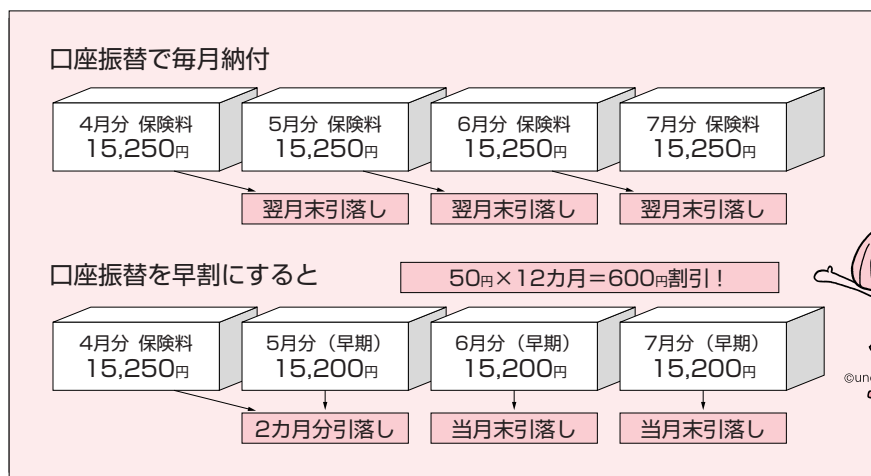 口座振替で毎月納付
4月分 保険料
15,250円
5月分 保険料
15,250円
6月分 保険料
15,250円
7月分 保険料
15,250円
翌月末引落し
翌月末引落し
翌月末引落し
口座振替を早割にすると
50円×12カ月＝600円割引！
4月分 保険料
15,250円
5月分（早期）
15,200円
6月分（早期）
15,200円
7月分（早期）
15,200円
2カ月分引落し
当月末引落し
当月末引落し